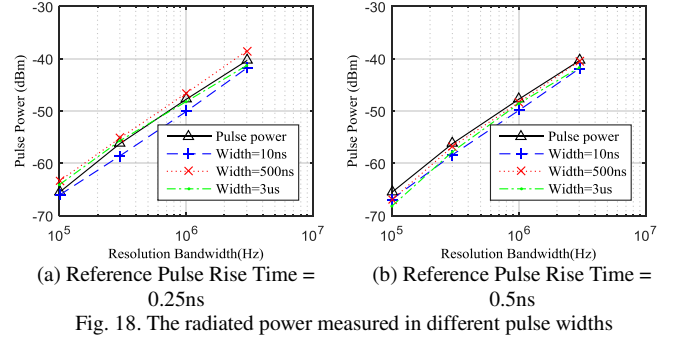 -30
-40
-50
-60
-70
Pulse Power (dBm)
Pulse power
Width=10ns
Width=500ns
Width=3us
10^5
10^6
10^7
Resolution Bandwidth(Hz)
(a) Reference Pulse Rise Time =
0.25ns
-30
-40
-50
-60
-70
Pulse Power (dBm)
Pulse power
Width=10ns
Width=500ns
Width=3us
10^5
10^6
10^7
Resolution Bandwidth(Hz)
(b) Reference Pulse Rise Time =
0.5ns
Fig. 18. The radiated power measured in different pulse widths